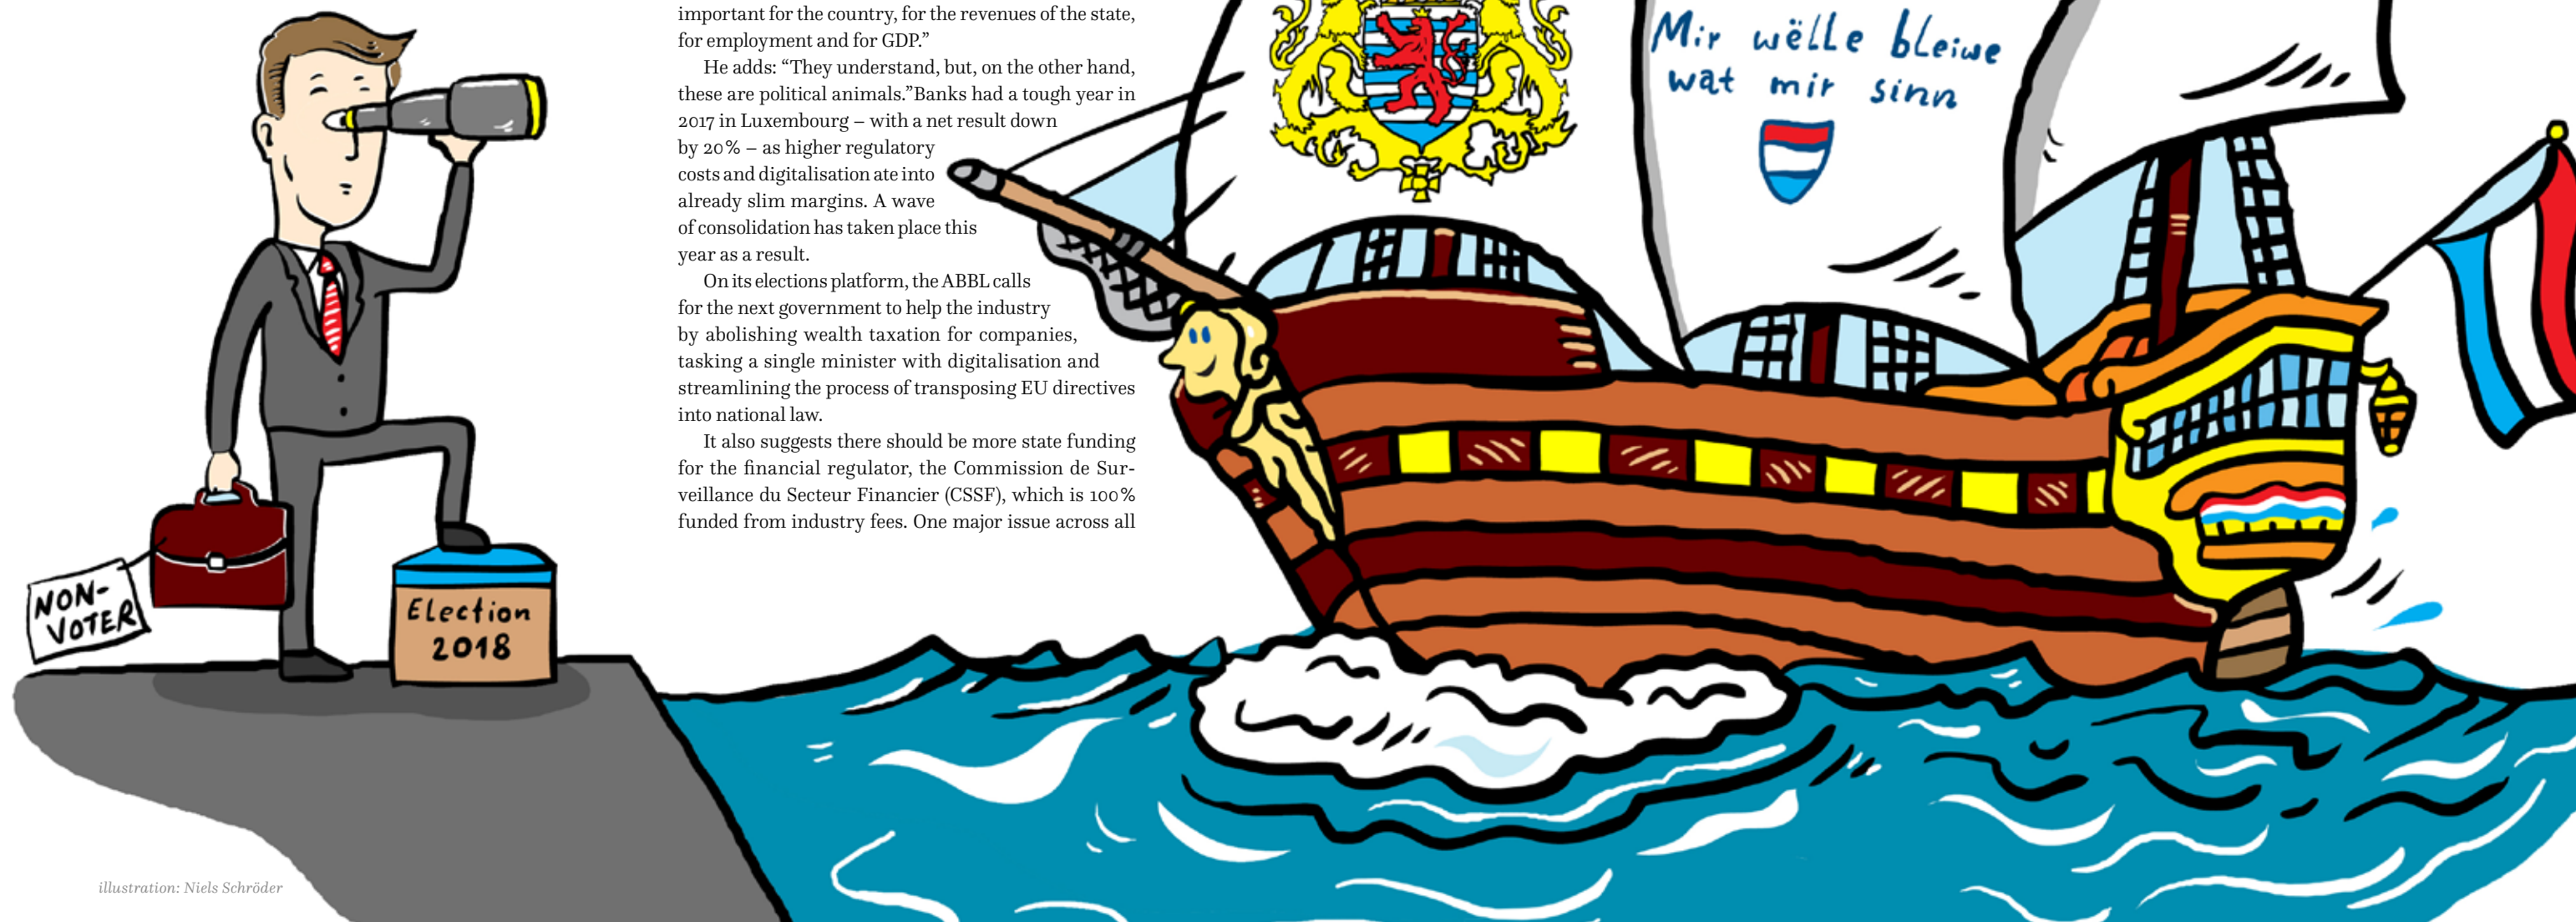 important for the country, for the revenues of the state,
for employment and for GDP.”
He adds: “They understand, but, on the other hand,
these are political animals.”Banks had a tough year in
2017 in Luxembourg – with a net result down
by 20% – as higher regulatory
costs and digitalisation ate into
already slim margins. A wave
of consolidation has taken place this
year as a result.
On its elections platform, the ABBL calls
for the next government to help the industry
by abolishing wealth taxation for companies,
tasking a single minister with digitalisation and
streamlining the process of transposing EU directives
into national law.
It also suggests there should be more state funding
for the financial regulator, the Commission de Sur-
veillance du Secteur Financier (CSSF), which is 100%
funded from industry fees. One major issue across all
Mir wëlle bleiwe
wat mir sinn
NON-
VOTER
Election
2018
illustration: Niels Schröder